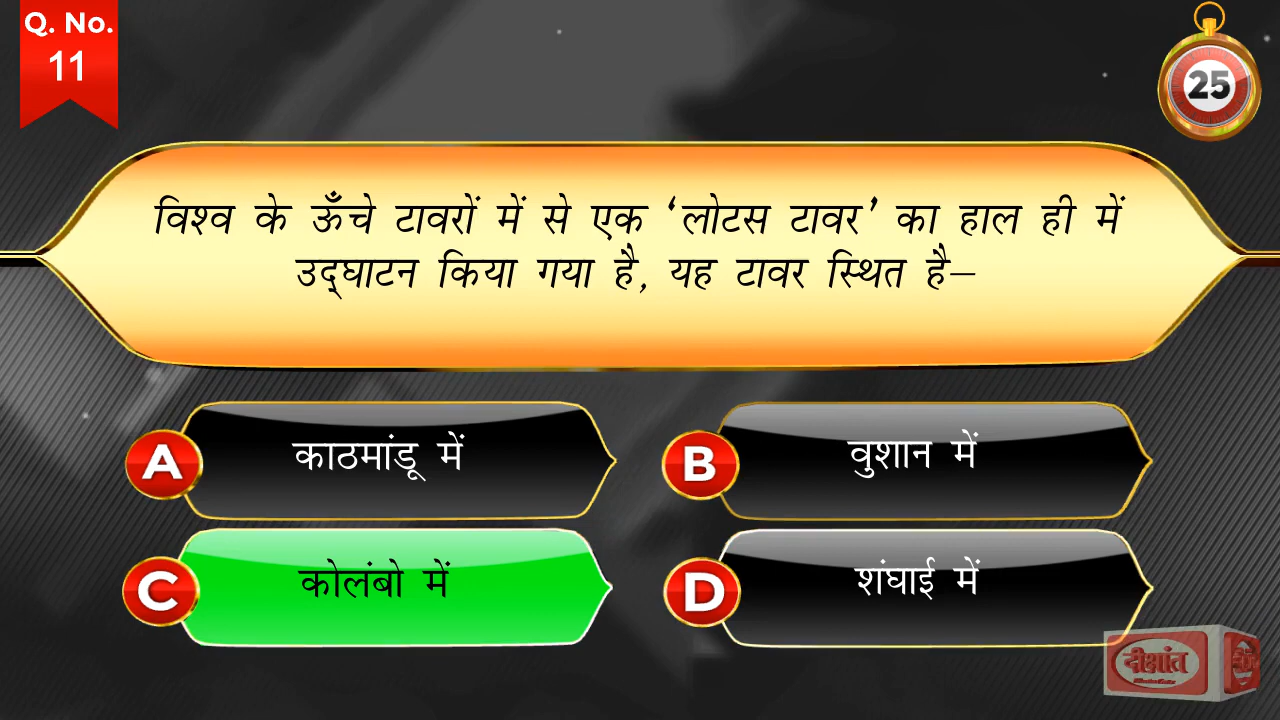 Q. No.
11
25
विश्व के ऊँचे टावरों में से एक ‘लोटस टावर’ का हाल ही में
उद्‌घाटन किया गया है, यह टावर स्थित है–
A काठमांडू में
B वुशान में
C कोलंबो में
D शंघाई में
दीक्षांत